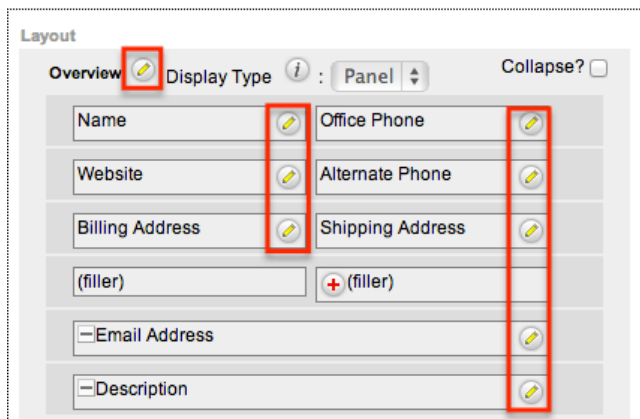 Layout
Overview Display Type i : Panel Collapse?
Name Office Phone
Website Alternate Phone
Billing Address Shipping Address
(filler) (filler)
Email Address
Description